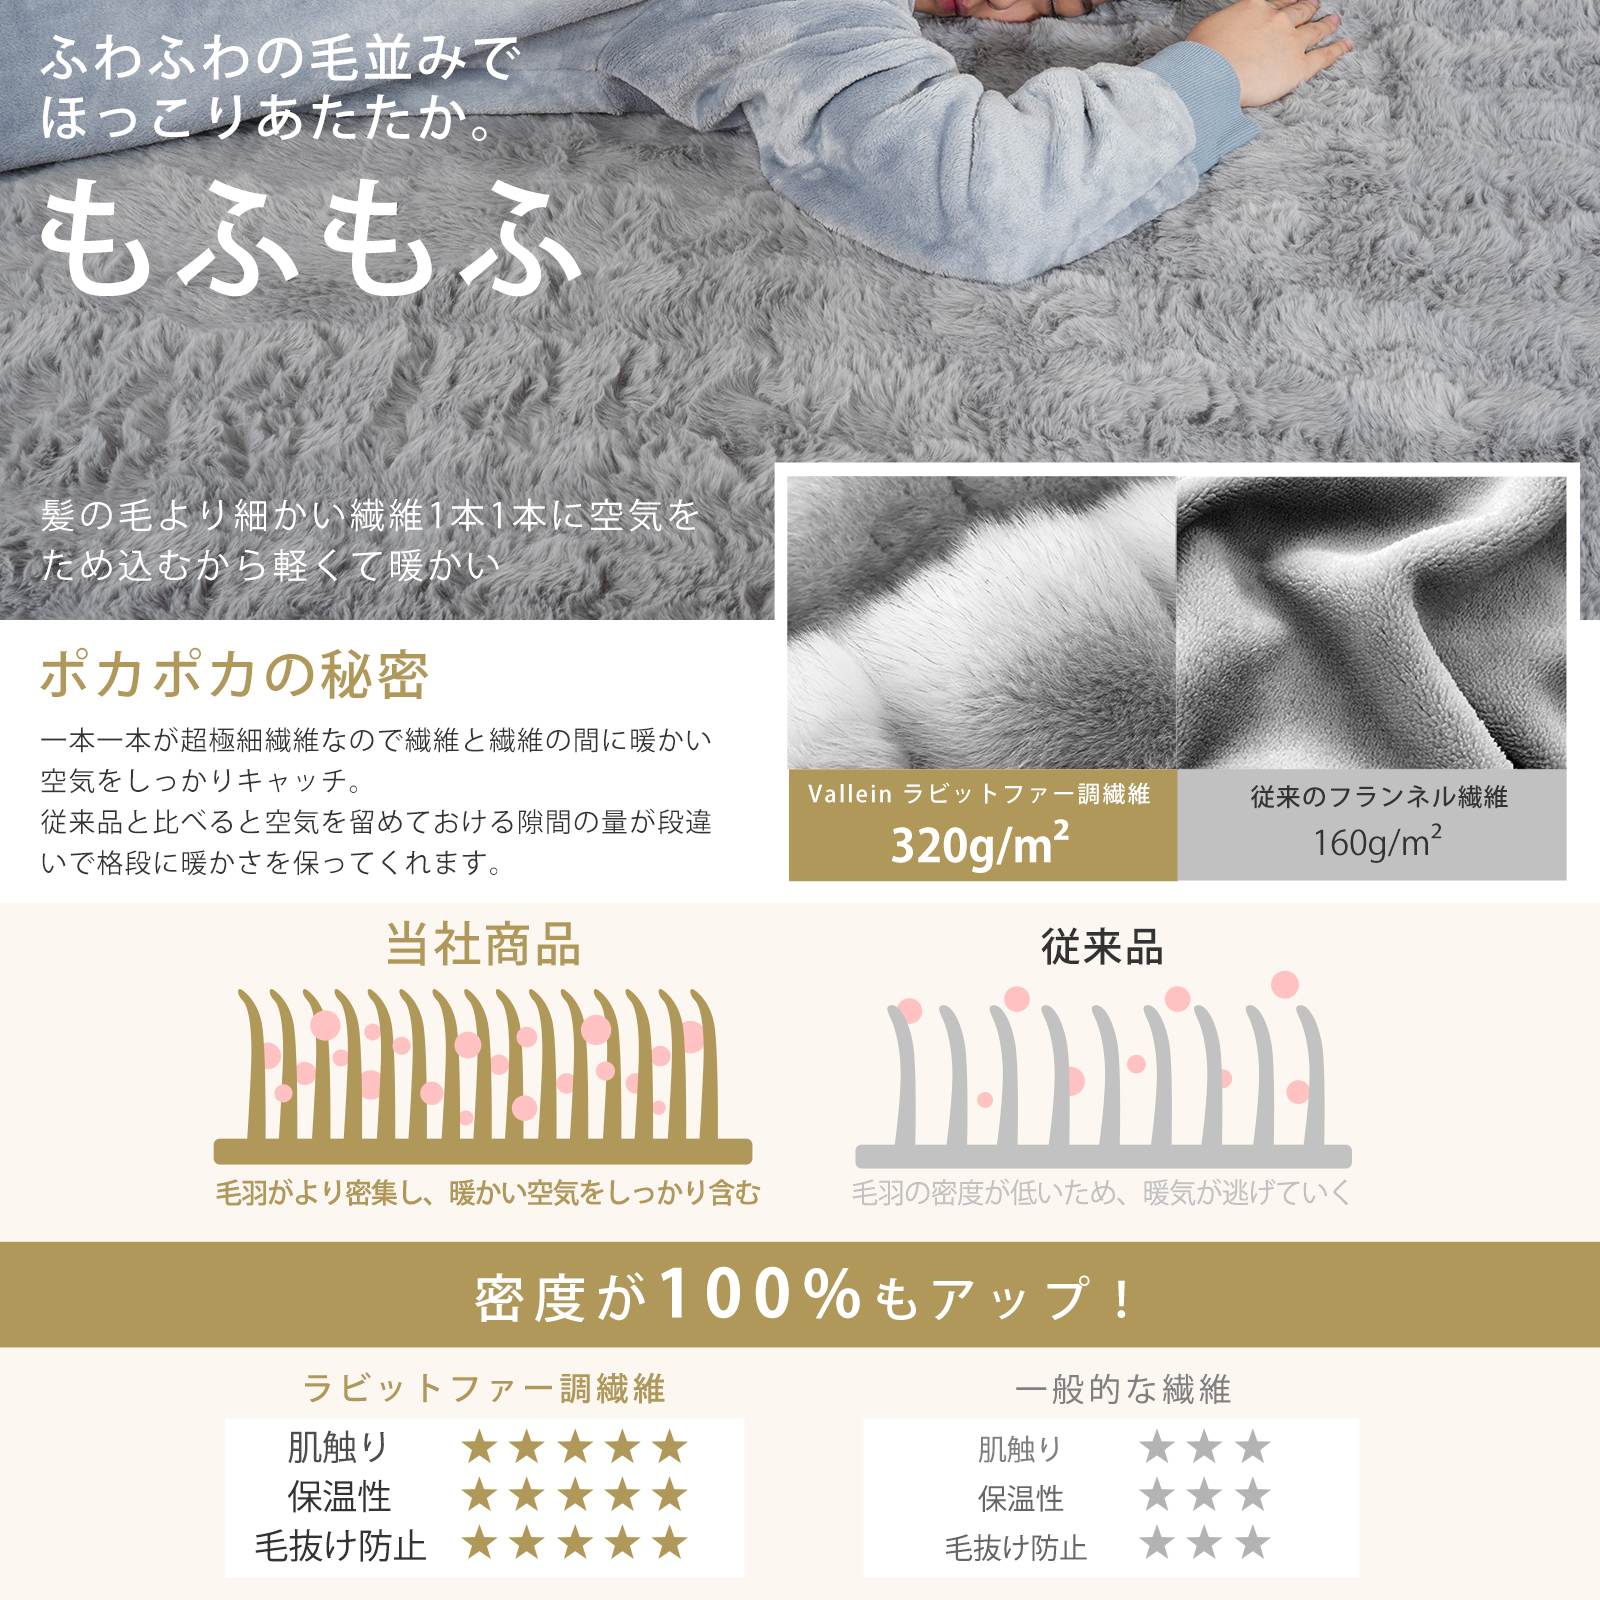 ふわふわの毛並みで
ほっこりあたたか。
もふもふ
髪の毛より細かい繊維1本1本に空気を
ため込むから軽くて暖かい
ポカポカの秘密
一本一本が超極細繊維なので繊維と繊維の間に暖かい
空気をしっかりキャッチ。
従来品と比べると空気を留めておける隙間の量が段違
いで格段に暖かさを保ってくれます。
Vallein ラビットファー調繊維
320g/m²
従来のフランネル繊維
160g/m²
当社商品
毛羽がより密集し、暖かい空気をしっかり含む
従来品
毛羽の密度が低いため、暖気が逃げていく
密度が100%もアップ！
ラビットファー調繊維
肌触り ★★★★★
保温性 ★★★★★
毛抜け防止 ★★★★★
一般的な繊維
肌触り ★★★
保温性 ★★★
毛抜け防止 ★★★